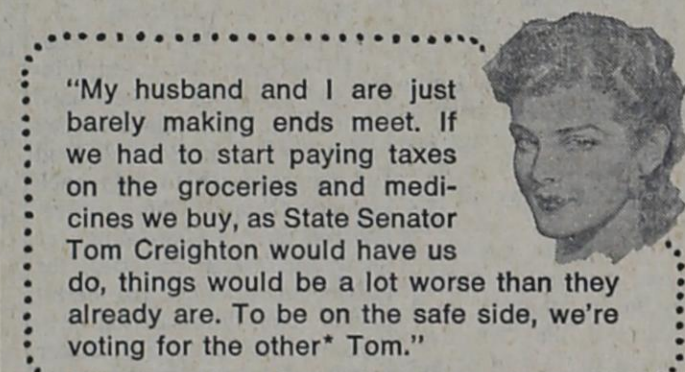 “My husband and I are just
barely making ends meet. If
we had to start paying taxes
on the groceries and medi-
cines we buy, as State Senator
Tom Creighton would have us
do, things would be a lot worse than they
already are. To be on the safe side, we’re
voting for the other* Tom.”